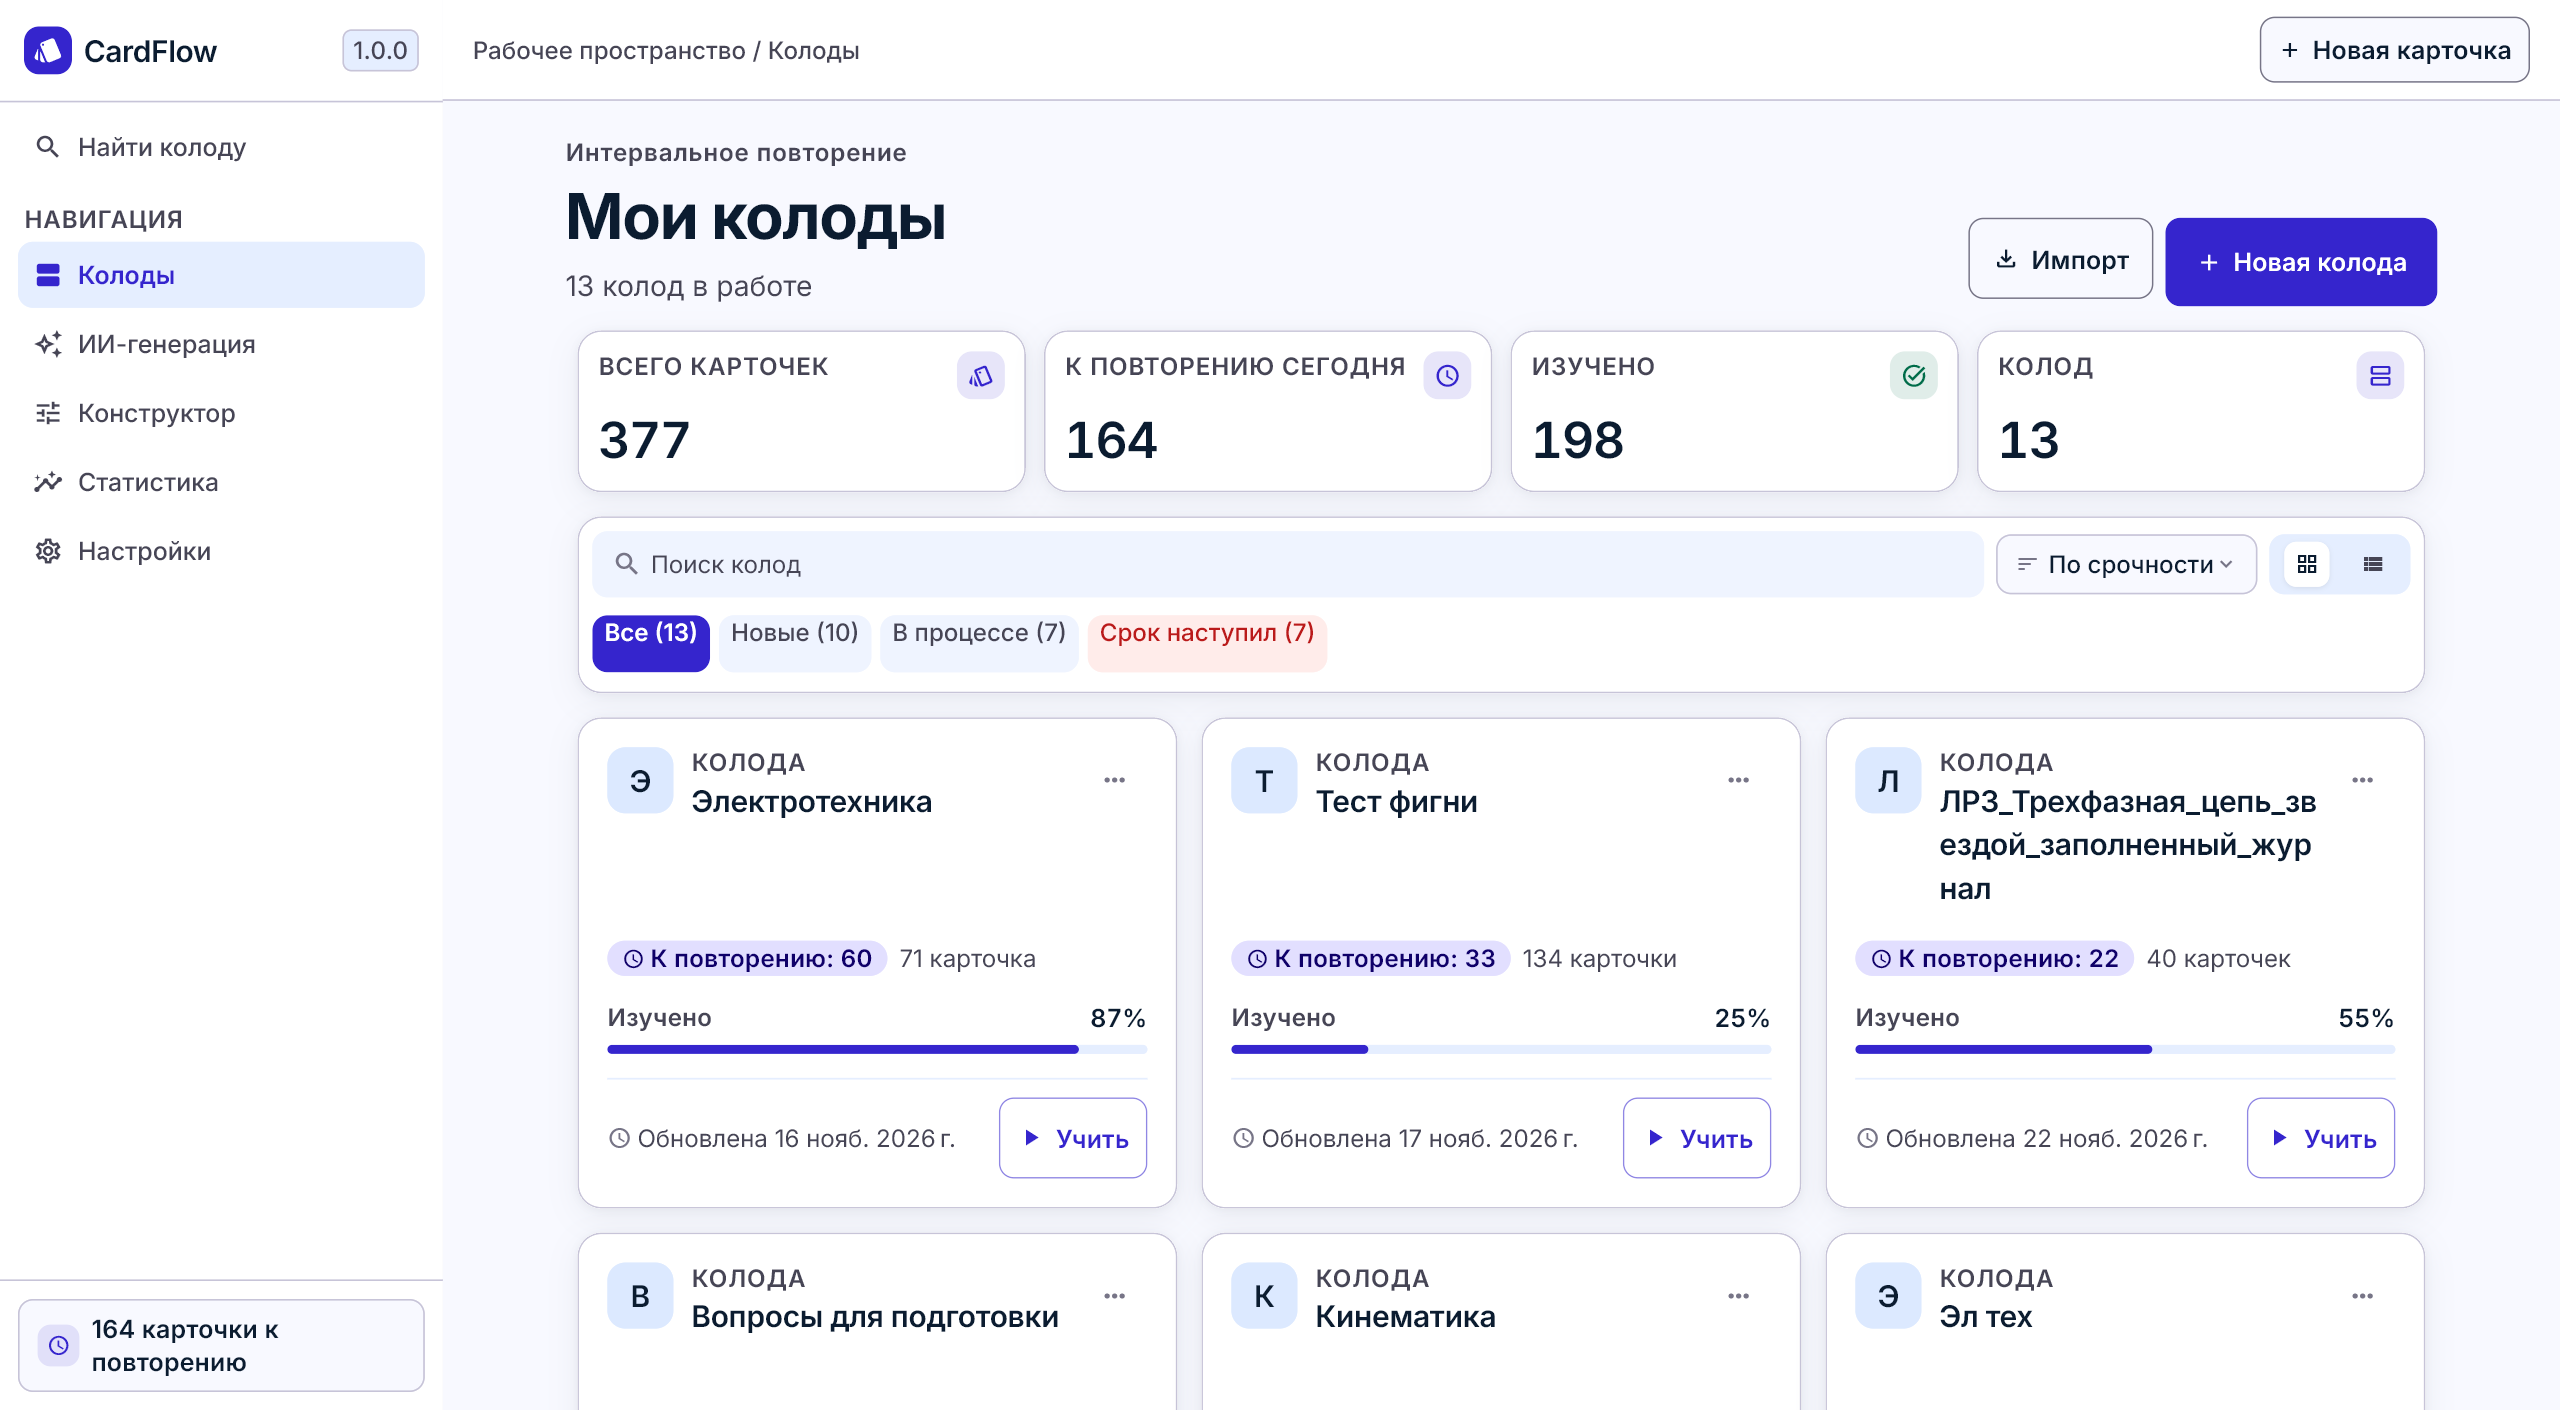 CardFlow
1.0.0
Рабочее пространство / Колоды
+ Новая карточка
Найти колоду
НАВИГАЦИЯ
Колоды
ИИ-генерация
Конструктор
Статистика
Настройки
164 карточки к
повторению
Интервальное повторение
Мои колоды
13 колод в работе
Импорт
+ Новая колода
ВСЕГО КАРТОЧЕК
377
К ПОВТОРЕНИЮ СЕГОДНЯ
164
ИЗУЧЕНО
198
КОЛОД
13
Поиск колод
По срочности
Все (13)
Новые (10)
В процессе (7)
Срок наступил (7)
Э
КОЛОДА
Электротехника
К повторению: 60
71 карточка
Изучено
87%
Обновлена 16 нояб. 2026 г.
Учить
Т
КОЛОДА
Тест фигни
К повторению: 33
134 карточки
Изучено
25%
Обновлена 17 нояб. 2026 г.
Учить
Л
КОЛОДА
ЛР3_Трехфазная_цепь_зв
ездой_заполненный_жур
нал
К повторению: 22
40 карточек
Изучено
55%
Обновлена 22 нояб. 2026 г.
Учить
В
КОЛОДА
Вопросы для подготовки
К
КОЛОДА
Кинематика
Э
КОЛОДА
Эл тех